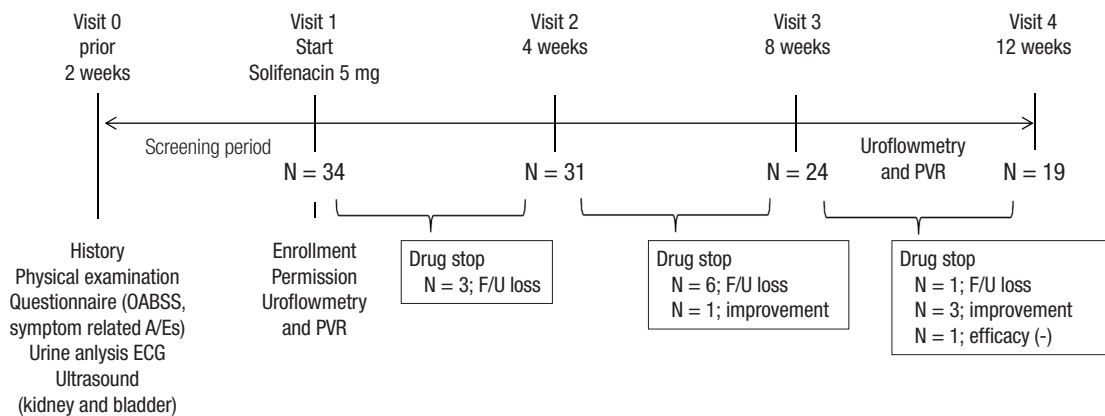 Visit 0
prior
2 weeks
Visit 1
Start
Solifenacin 5 mg
Visit 2
4 weeks
Visit 3
8 weeks
Visit 4
12 weeks
Screening period
Uroflowmetry
and PVR
N = 34
N = 31
N = 24
N = 19
History
Physical examination
Questionnaire (OABSS,
symptom related A/Es)
Urine anlysis ECG
Ultrasound
(kidney and bladder)
Enrollment
Permission
Uroflowmetry
and PVR
Drug stop
N = 3; F/U loss
Drug stop
N = 6; F/U loss
N = 1; improvement
Drug stop
N = 1; F/U loss
N = 3; improvement
N = 1; efficacy (-)